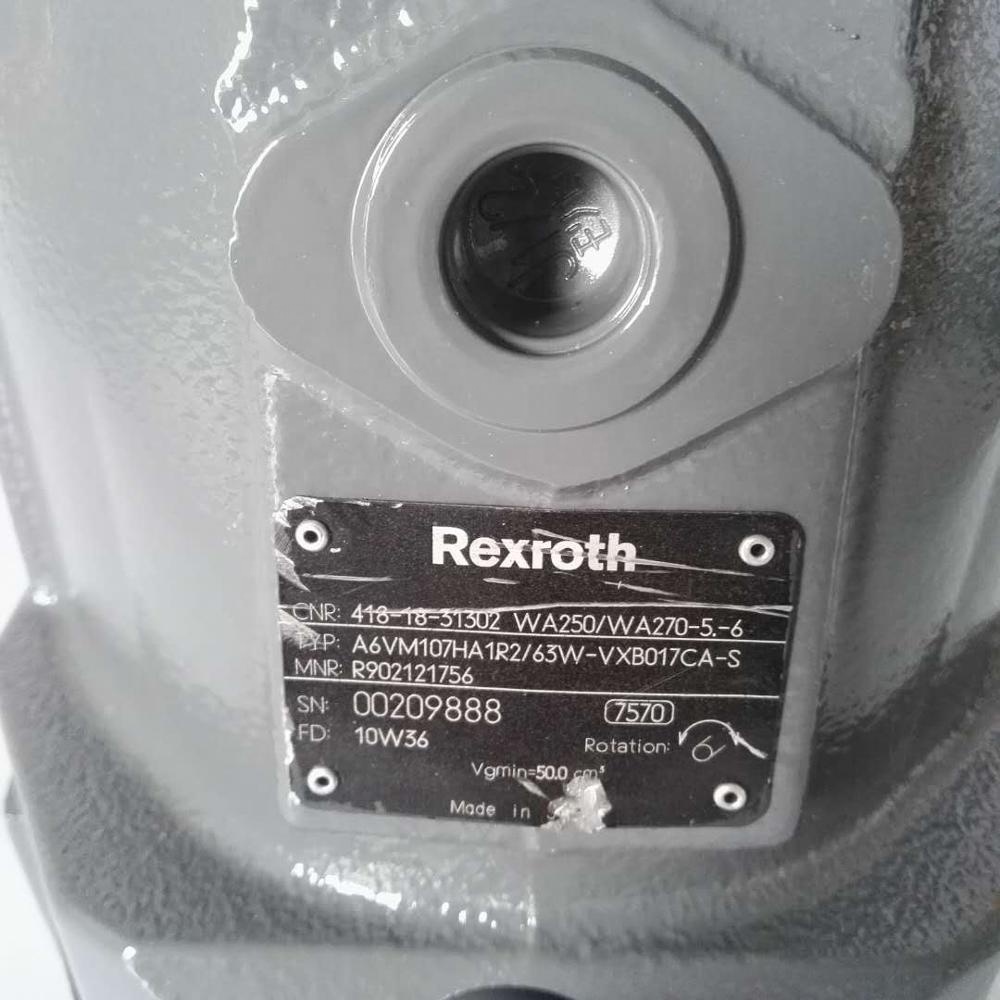 Rexroth
CNR: 418-18-31302 WA250/WA270-5.-6
TYP: A6VM107HA1R2/63W-VXB017CA-S
MNR: R902121756
SN: 00209888 7570
FD: 10W36 Rotation:
Vgmin=50.0 cm³
Made in